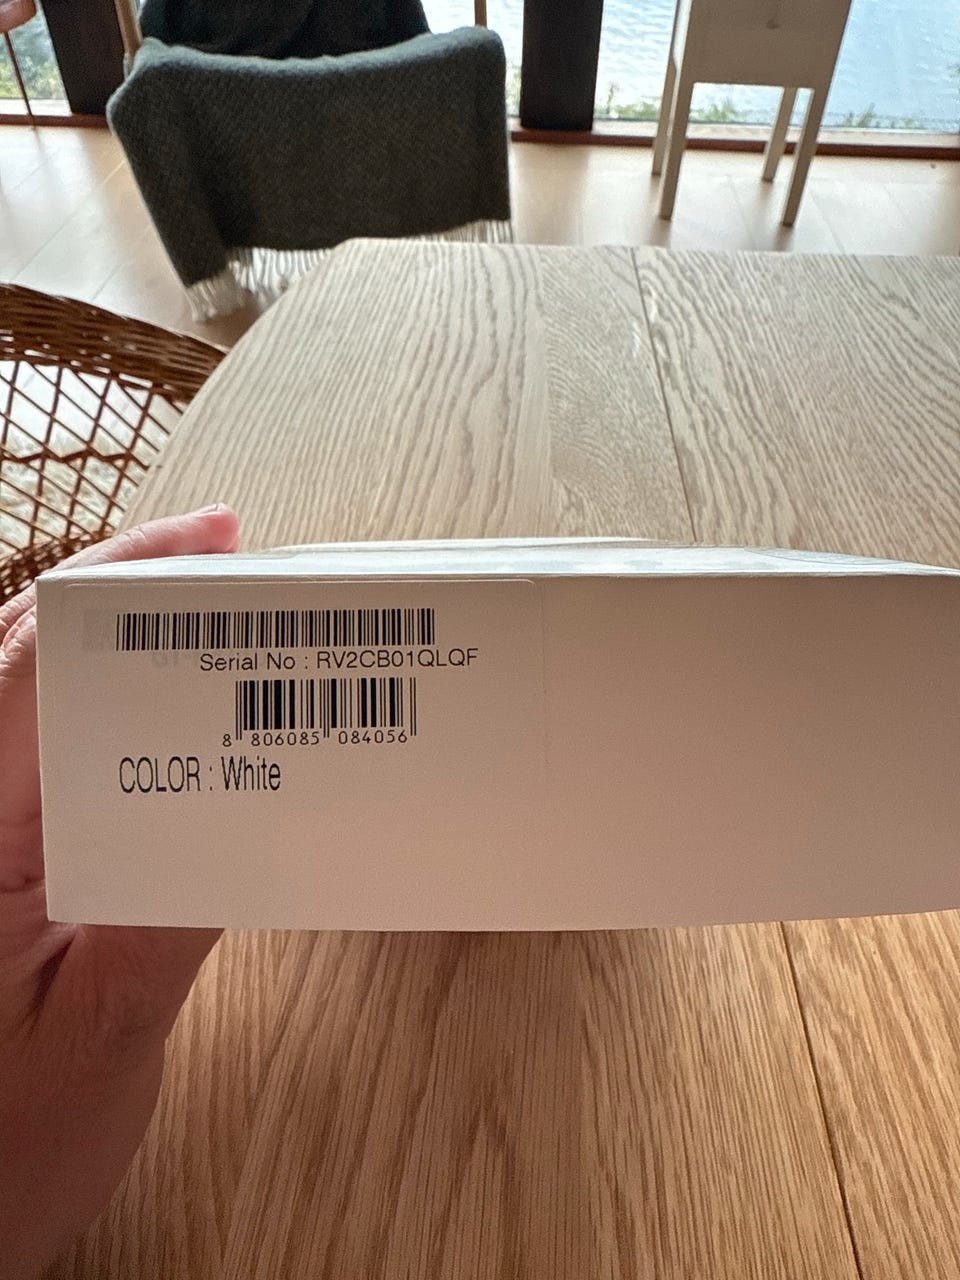 Serial No : RV2CB01QLQF
8 806085 084056
COLOR : White